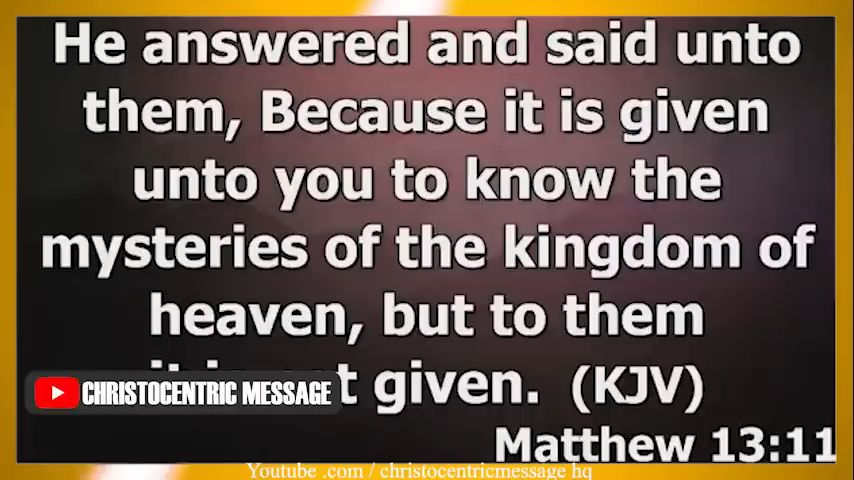 He answered and said unto
them, Because it is given
unto you to know the
mysteries of the kingdom of
heaven, but to them
given. (KJV)
CHRISTOCENTRIC MESSAGE
Matthew 13:11
Youtube .com / christocentricmessage hq